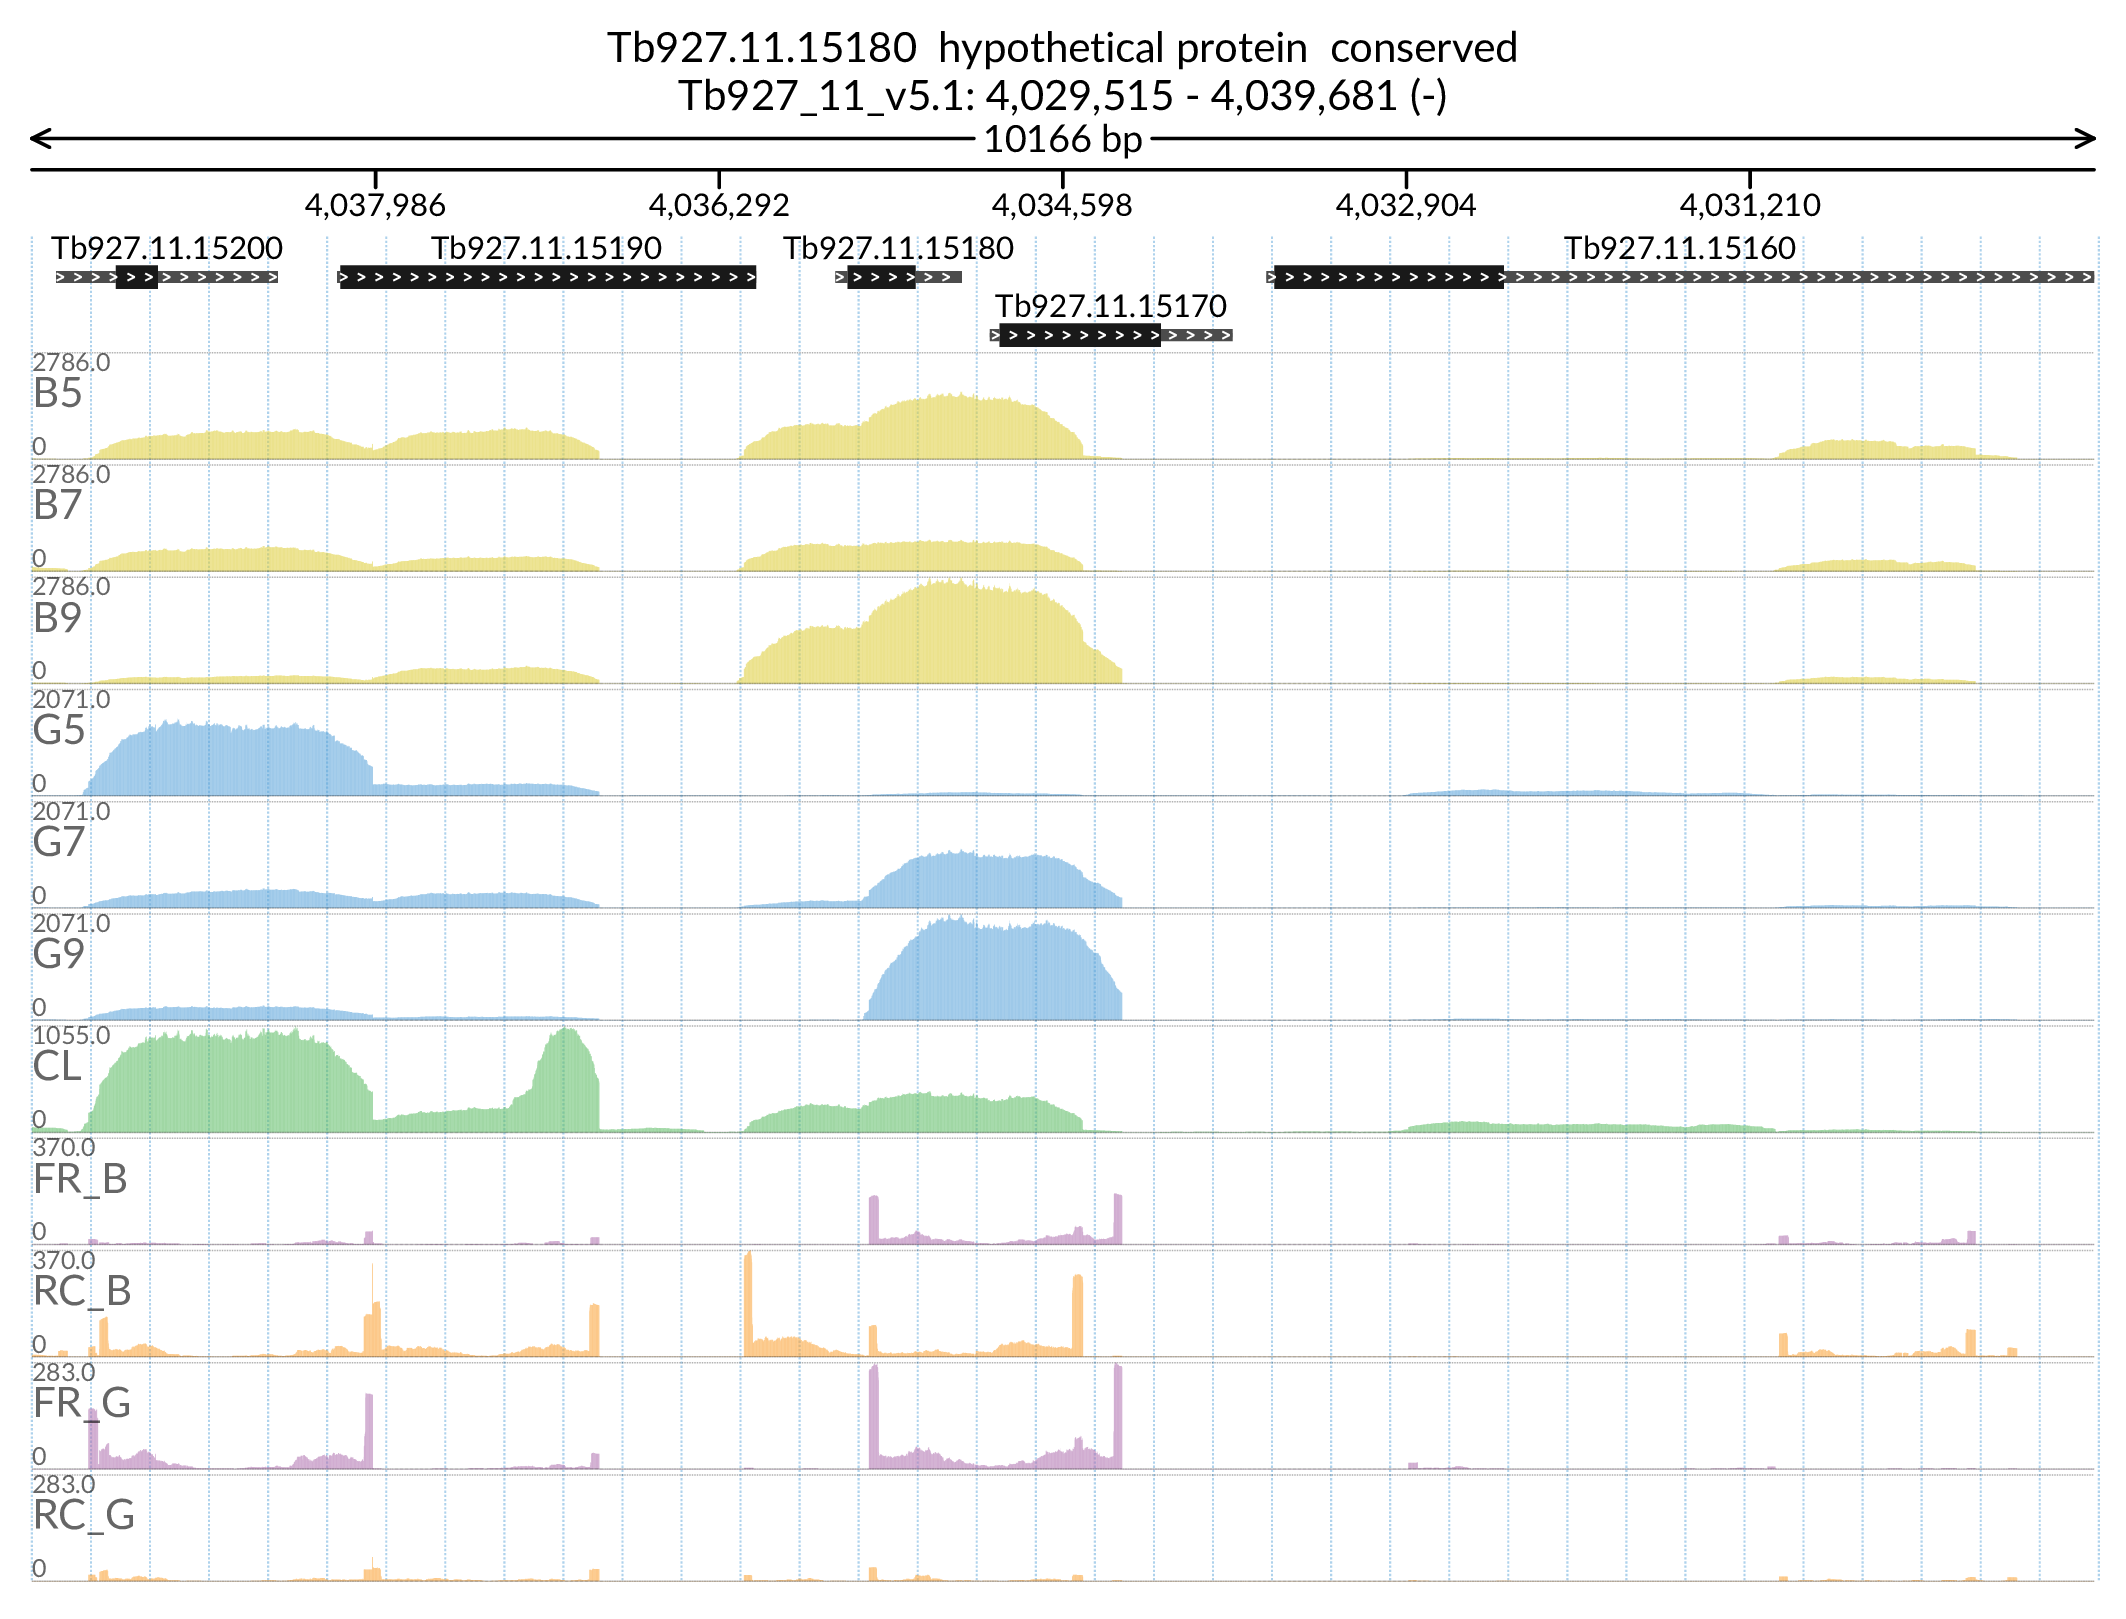 Tb927.11.15180  hypothetical protein  conserved
Tb927_11_v5.1: 4,029,515 - 4,039,681 (-)
10166 bp
4,037,986 4,036,292 4,034,598 4,032,904 4,031,210
Tb927.11.15200 Tb927.11.15190 Tb927.11.15180 Tb927.11.15160
Tb927.11.15170
2786.0
B5
0
2786.0
B7
0
2786.0
B9
0
2071.0
G5
0
2071.0
G7
0
2071.0
G9
0
1055.0
CL
0
370.0
FR_B
0
370.0
RC_B
0
283.0
FR_G
0
283.0
RC_G
0